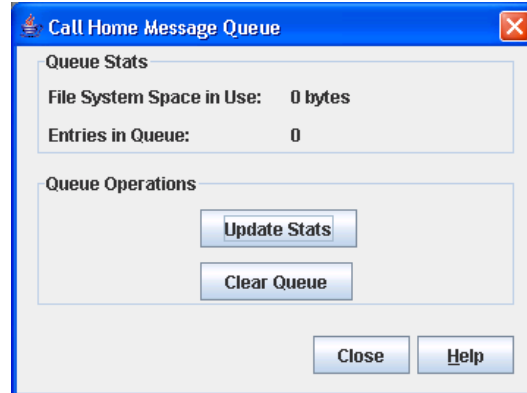 Call Home Message Queue
Queue Stats
File System Space in Use: 0 bytes
Entries in Queue: 0
Queue Operations
Update Stats
Clear Queue
Close Help